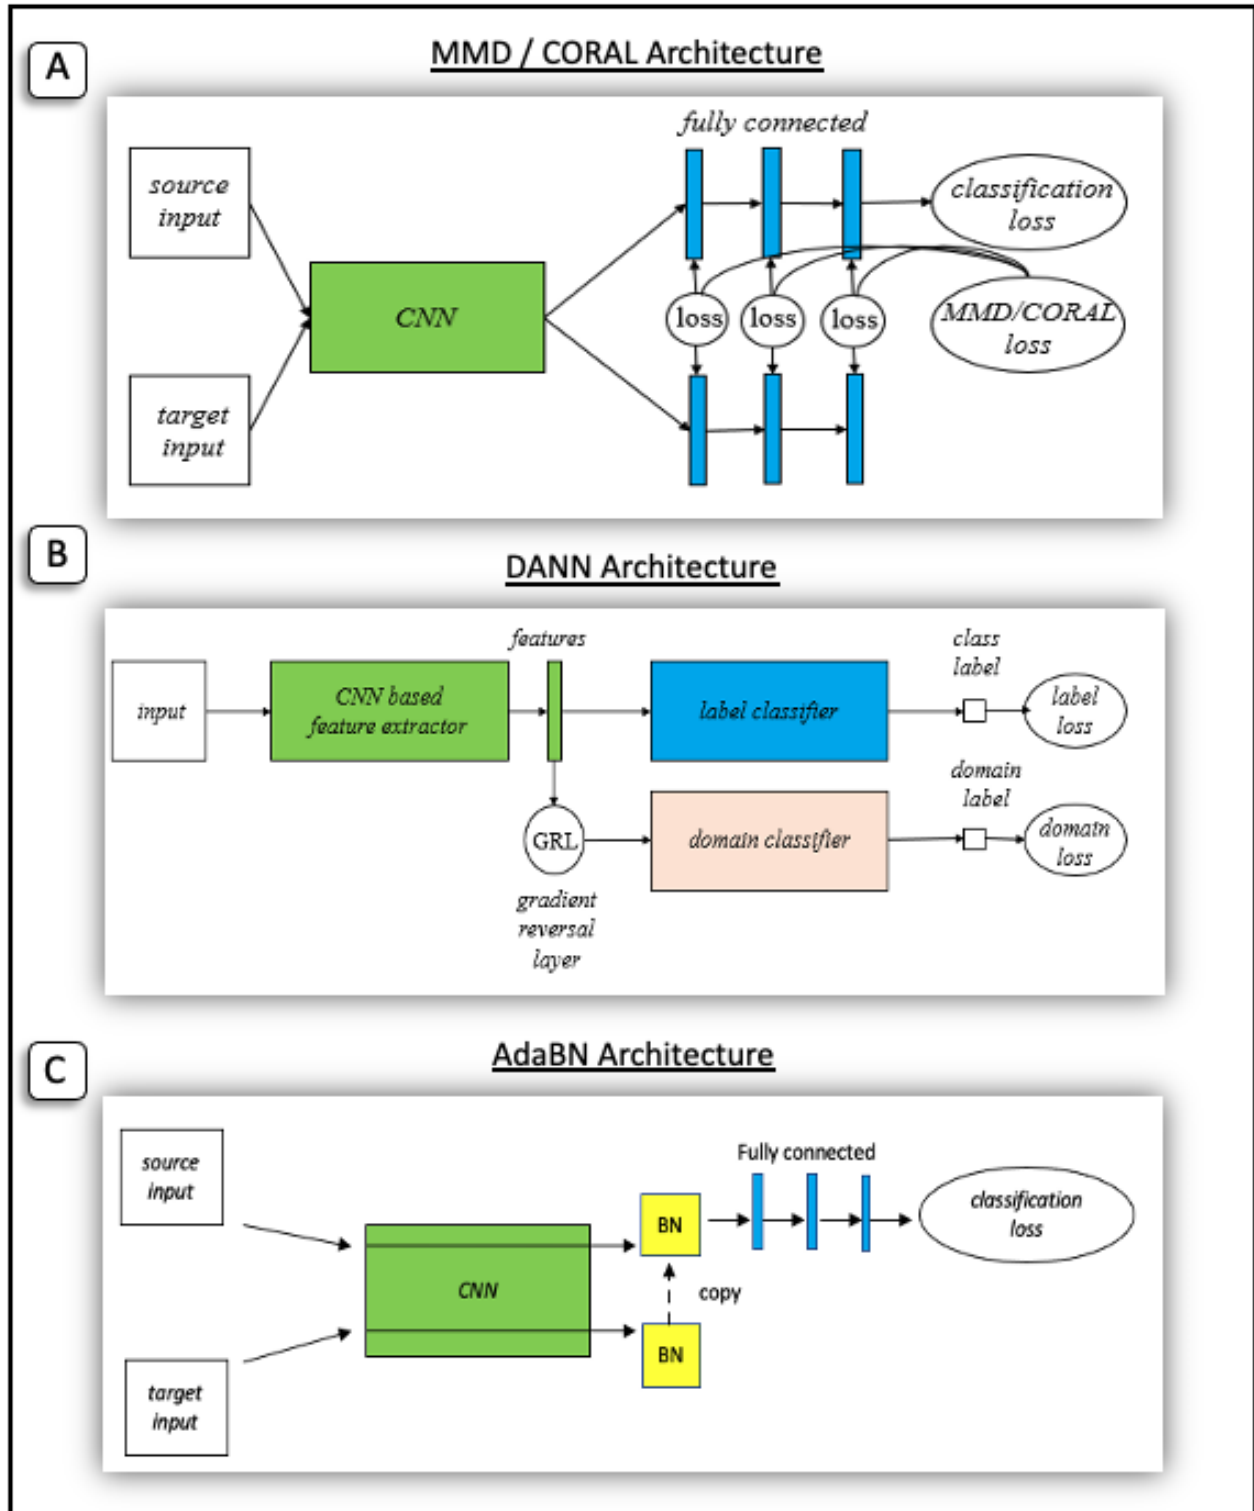 A
MMD / CORAL Architecture
fully connected
source
input
classification
loss
CNN
loss
loss
loss
MMD/CORAL
loss
target
input
B
DANN Architecture
features
class
label
input
CNN based
feature extractor
label classifier
label
loss
domain
label
GRL
domain classifier
domain
loss
gradient
reversal
layer
C
AdaBN Architecture
source
input
Fully connected
BN
classification
loss
CNN
copy
BN
target
input